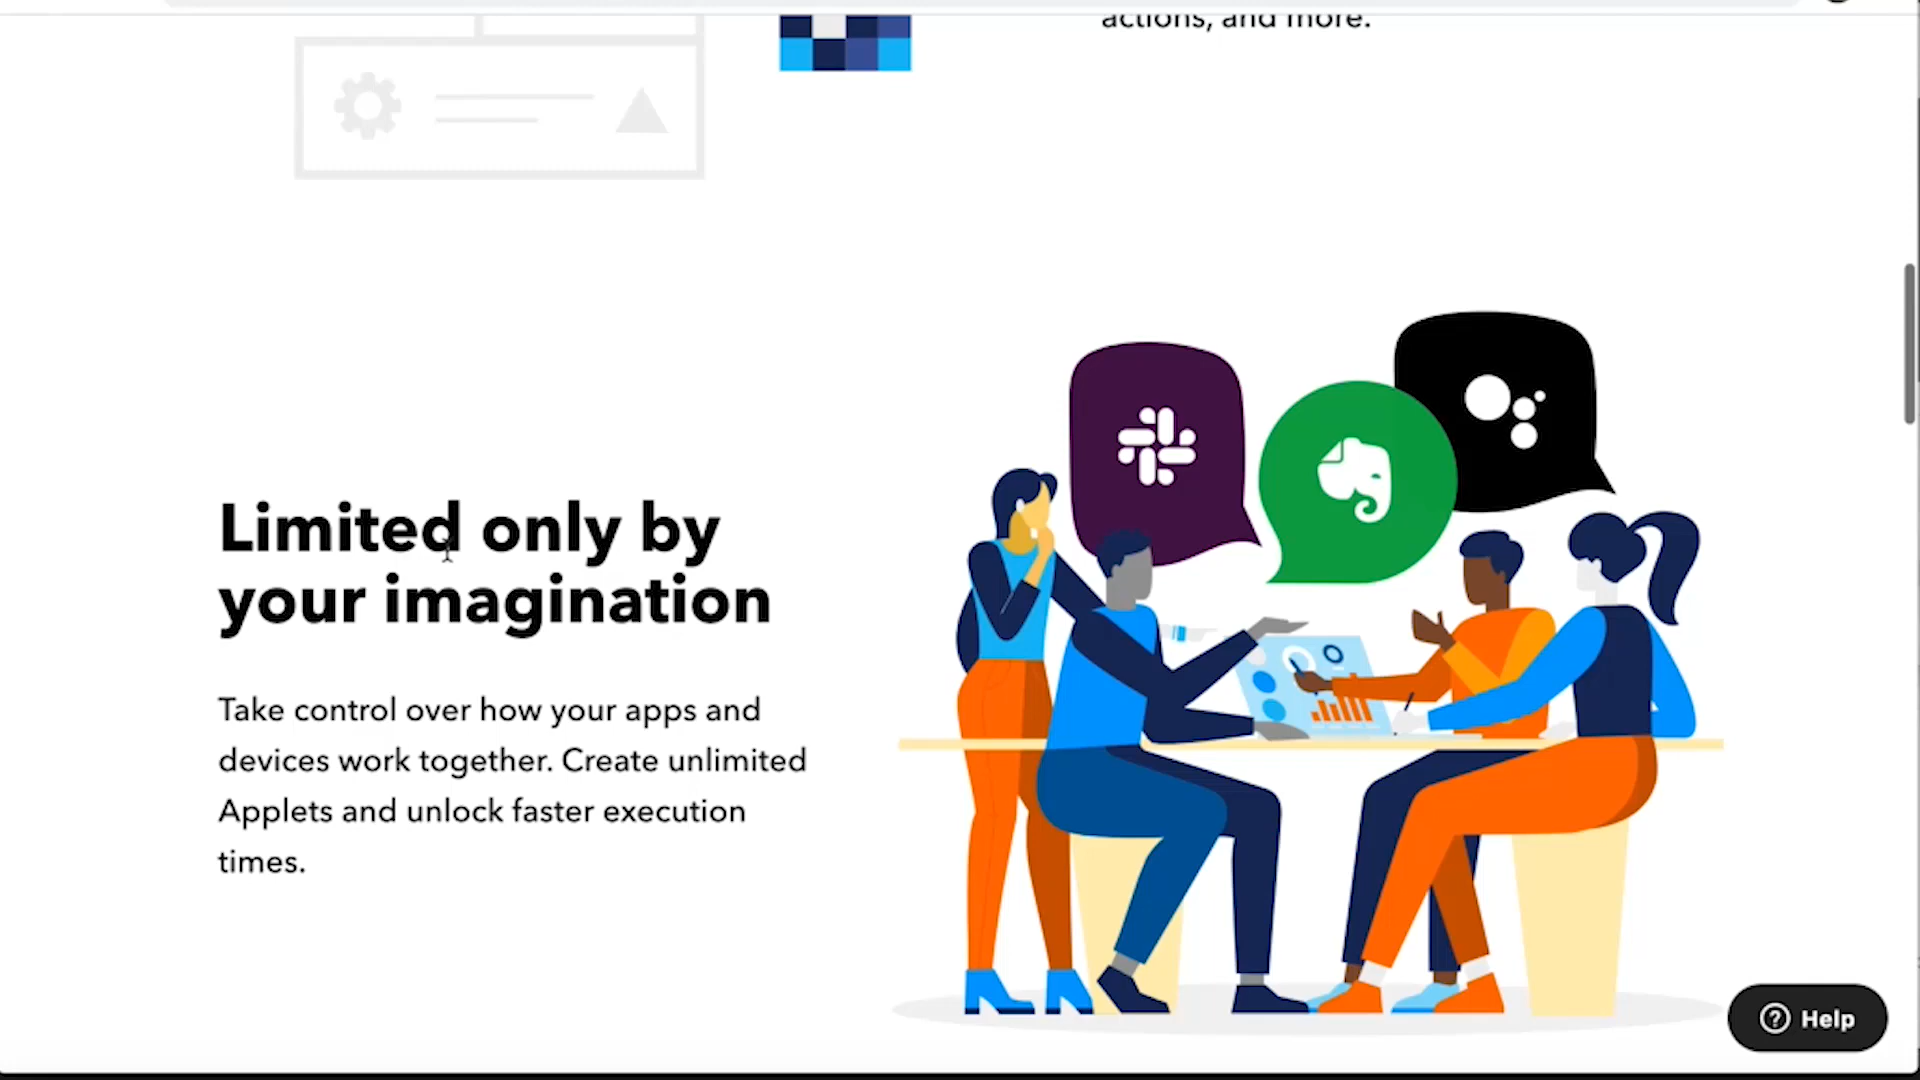 actions, and more.
Limited only by
your imagination
Take control over how your apps and
devices work together. Create unlimited
Applets and unlock faster execution
times.
Help